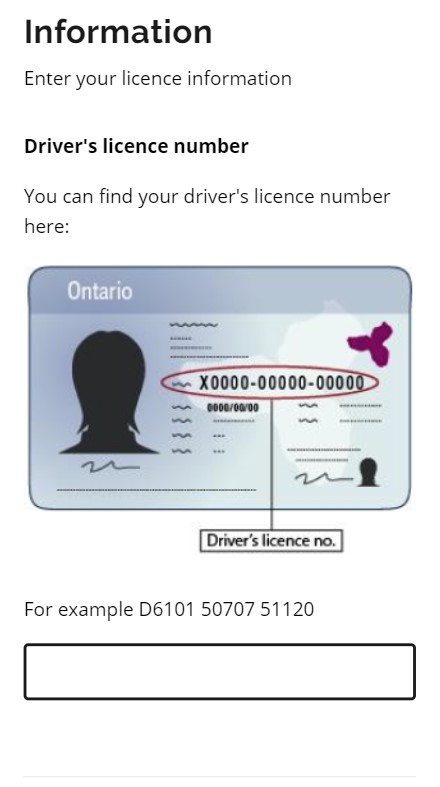 Information
Enter your licence information
Driver's licence number
You can find your driver's licence number
here:
Ontario
X0000-00000-00000
0000/00/00
Driver's licence no.
For example D6101 50707 51120